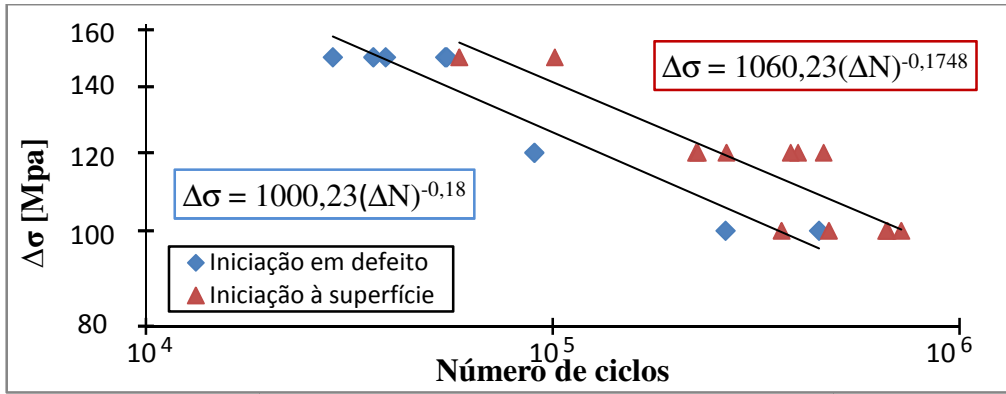 160
140
120
100
80
Δσ [Mpa]
Δσ = 1060,23(ΔN)^-0,1748
Δσ = 1000,23(ΔN)^-0,18
Iniciação em defeito
Iniciação à superfície
10^4
10^5
10^6
Número de ciclos